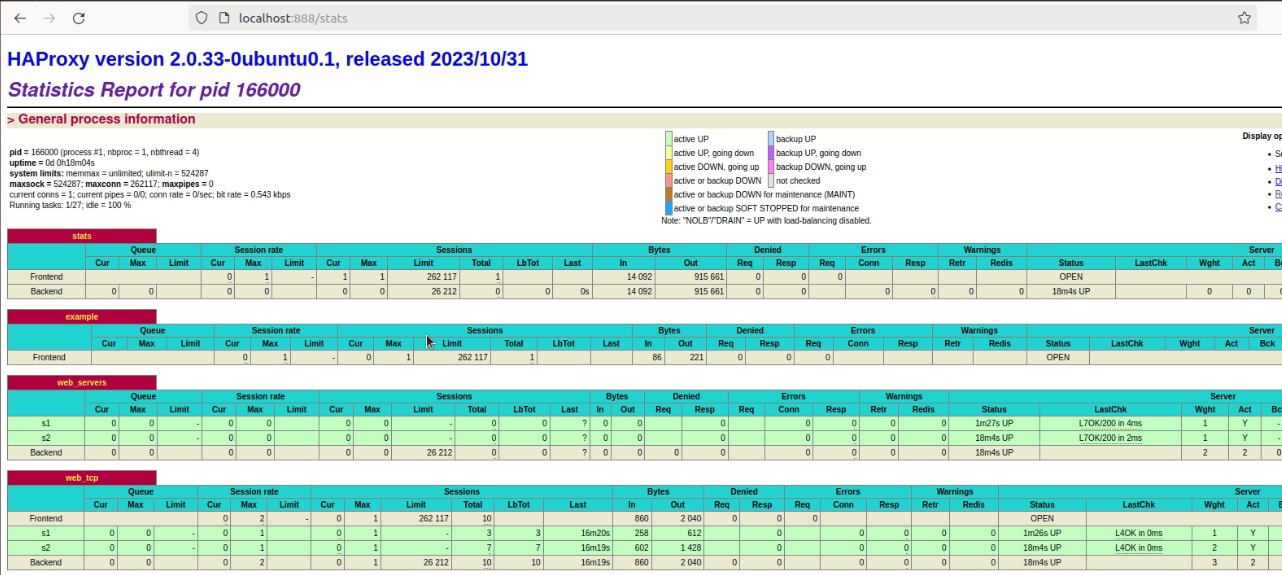 localhost:888/stats
HAProxy version 2.0.33-0ubuntu0.1, released 2023/10/31
Statistics Report for pid 166000
> General process information
pid = 166000 (process #1, nbproc = 1, nbthread = 4)
uptime = 0d 0h18m04s
system limits: memmax = unlimited; ulimit-n = 524287
maxsock = 524287; maxconn = 262117; maxpipes = 0
current conns = 1; current pipes = 0/0; conn rate = 0/sec; bit rate = 0.543 kbps
Running tasks: 1/27; idle = 100 %
active UP backup UP
active UP, going down backup UP, going down
active DOWN, going up backup DOWN, going up
active or backup DOWN not checked
active or backup DOWN for maintenance (MAINT)
active or backup SOFT STOPPED for maintenance
Note: "NOLB"/"DRAIN" = UP with load-balancing disabled.
Display op
stats
Queue Session rate Sessions Bytes Denied Errors Warnings Server
Cur Max Limit Cur Max Limit Cur Max Limit Total LbTot Last In Out Req Resp Req Conn Resp Retr Redis Status LastChk Wght Act
Frontend 0 1 - 1 1 262 117 1 14 092 915 661 0 0 0 OPEN
Backend 0 0 0 0 0 0 26 212 0 0 0s 14 092 915 661 0 0 0 0 0 0 18m4s UP 0 0
example
Queue Session rate Sessions Bytes Denied Errors Warnings Server
Cur Max Limit Cur Max Limit Cur Max Limit Total LbTot Last In Out Req Resp Req Conn Resp Retr Redis Status LastChk Wght Act Bck
Frontend 0 1 - 0 1 262 117 1 86 221 0 0 0 OPEN
web_servers
Queue Session rate Sessions Bytes Denied Errors Warnings Server
Cur Max Limit Cur Max Limit Cur Max Limit Total LbTot Last In Out Req Resp Req Conn Resp Retr Redis Status LastChk Wght Act
s1 0 0 - 0 0 0 0 - 0 0 ? 0 0 0 0 0 0 0 1m27s UP L7OK/200 in 4ms 1 Y -
s2 0 0 - 0 0 0 0 - 0 0 ? 0 0 0 0 0 0 0 18m4s UP L7OK/200 in 2ms 1 Y -
Backend 0 0 0 0 0 0 26 212 0 0 ? 0 0 0 0 0 0 0 0 18m4s UP 2 2 0
web_tcp
Queue Session rate Sessions Bytes Denied Errors Warnings Server
Cur Max Limit Cur Max Limit Cur Max Limit Total LbTot Last In Out Req Resp Req Conn Resp Retr Redis Status LastChk Wght Act
Frontend 0 2 - 0 1 262 117 10 860 2 040 0 0 0 OPEN
s1 0 0 - 0 1 0 1 - 3 3 16m20s 258 612 0 0 0 0 0 1m26s UP L4OK in 0ms 1 Y
s2 0 0 - 0 1 0 1 - 7 7 16m19s 602 1 428 0 0 0 0 0 18m4s UP L4OK in 0ms 2 Y
Backend 0 0 0 2 0 1 26 212 10 10 16m19s 860 2 040 0 0 0 0 0 0 18m4s UP 3 2